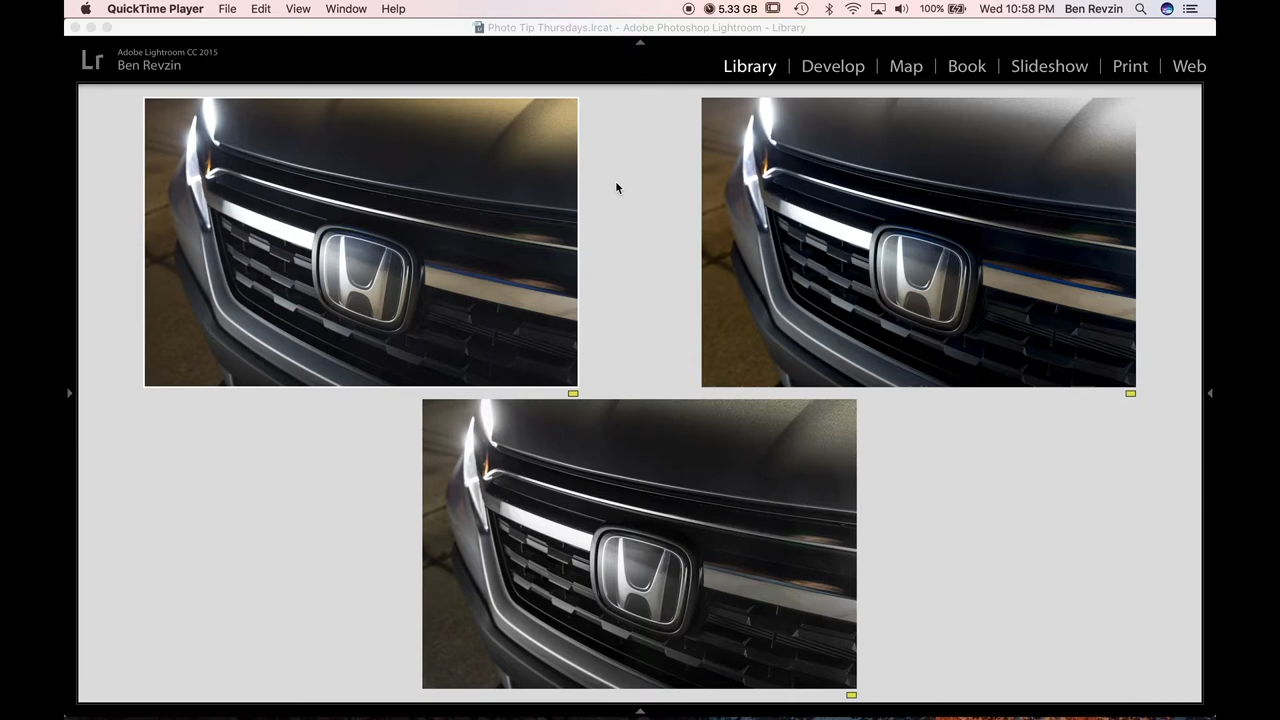 QuickTime Player File Edit View Window Help 5.33 GB 100% Wed 10:58 PM Ben Revzin
Photo Tip Thursdays.lrcat - Adobe Photoshop Lightroom - Library
Lr
Adobe Lightroom CC 2015
Ben Revzin
Library | Develop | Map | Book | Slideshow | Print | Web